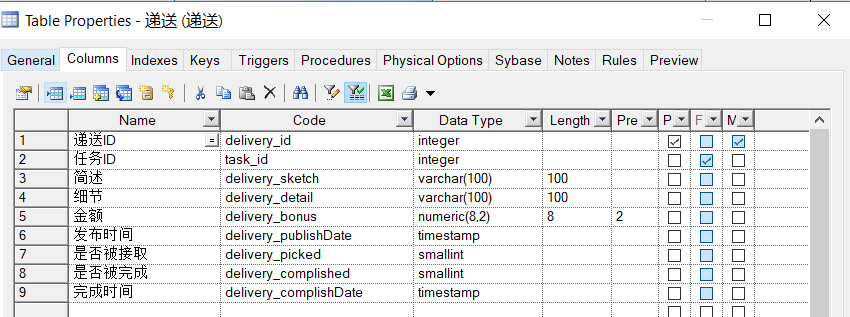 Table Properties - 递送 (递送)
General Columns Indexes Keys Triggers Procedures Physical Options Sybase Notes Rules Preview
Name Code Data Type Length Pre P F M
1 递送ID = delivery_id integer
2 任务ID task_id integer
3 简述 delivery_sketch varchar(100) 100
4 细节 delivery_detail varchar(100) 100
5 金额 delivery_bonus numeric(8,2) 8 2
6 发布时间 delivery_publishDate timestamp
7 是否被接取 delivery_picked smallint
8 是否被完成 delivery_complished smallint
9 完成时间 delivery_complishDate timestamp